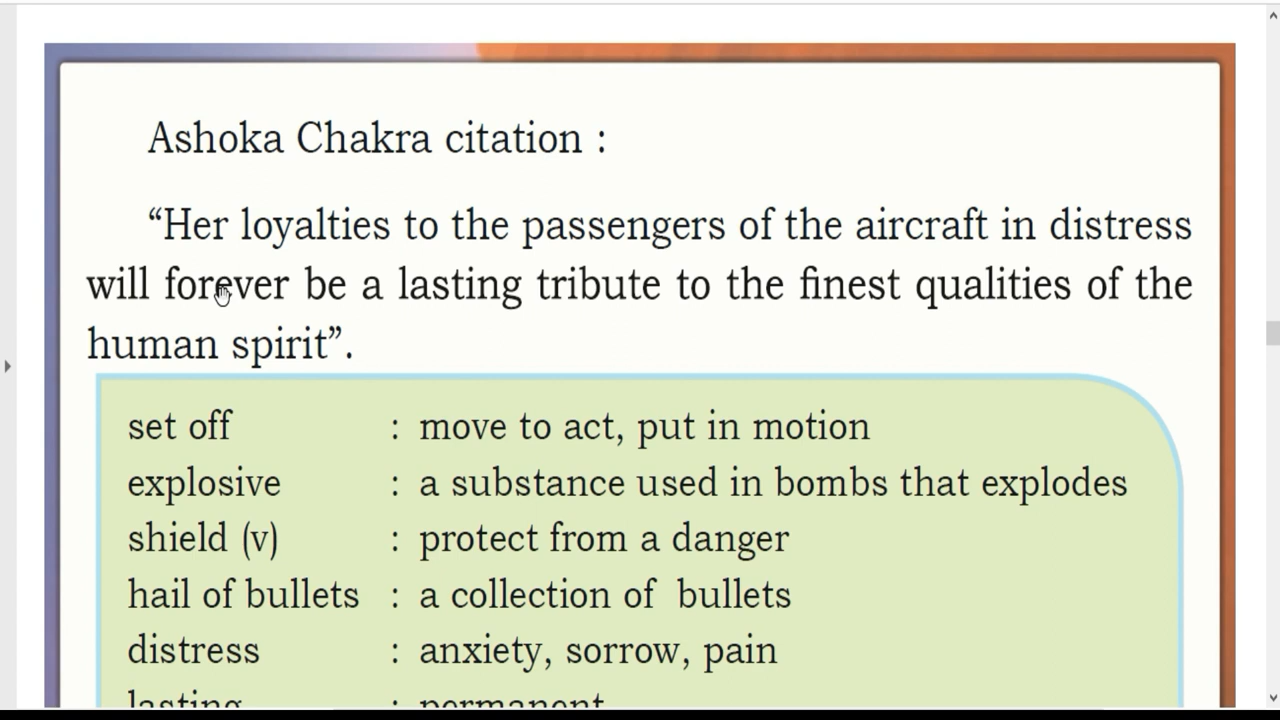 Ashoka Chakra citation :
“Her loyalties to the passengers of the aircraft in distress
will forever be a lasting tribute to the finest qualities of the
human spirit”.
set off : move to act, put in motion
explosive : a substance used in bombs that explodes
shield (v) : protect from a danger
hail of bullets : a collection of bullets
distress : anxiety, sorrow, pain
lasting : permanent